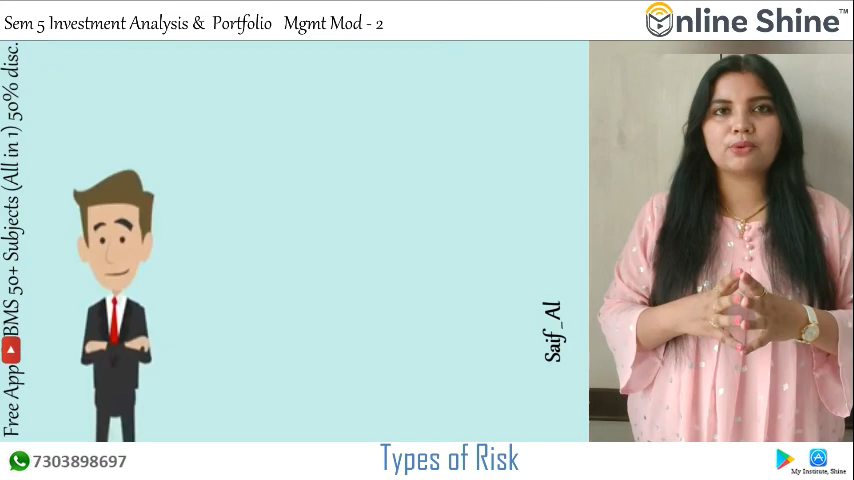 Sem 5 Investment Analysis & Portfolio Mgmt Mod - 2
Online Shine™
Free App BMS 50+ Subjects (All in 1) 50% disc.
Saif_Al
7303898697
Types of Risk
My Institute, Shine